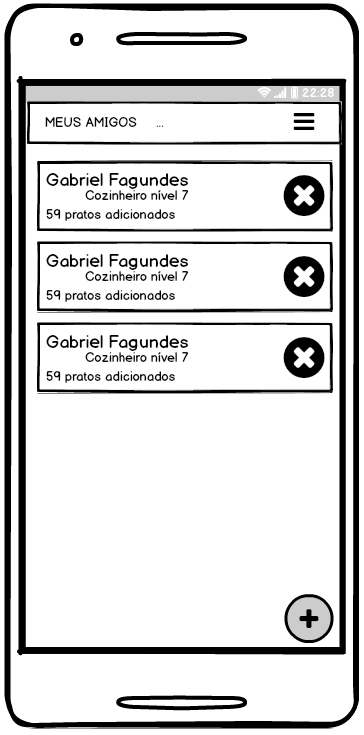 22:28
MEUS AMIGOS ...
Gabriel Fagundes
Cozinheiro nível 7
59 pratos adicionados
Gabriel Fagundes
Cozinheiro nível 7
59 pratos adicionados
Gabriel Fagundes
Cozinheiro nível 7
59 pratos adicionados